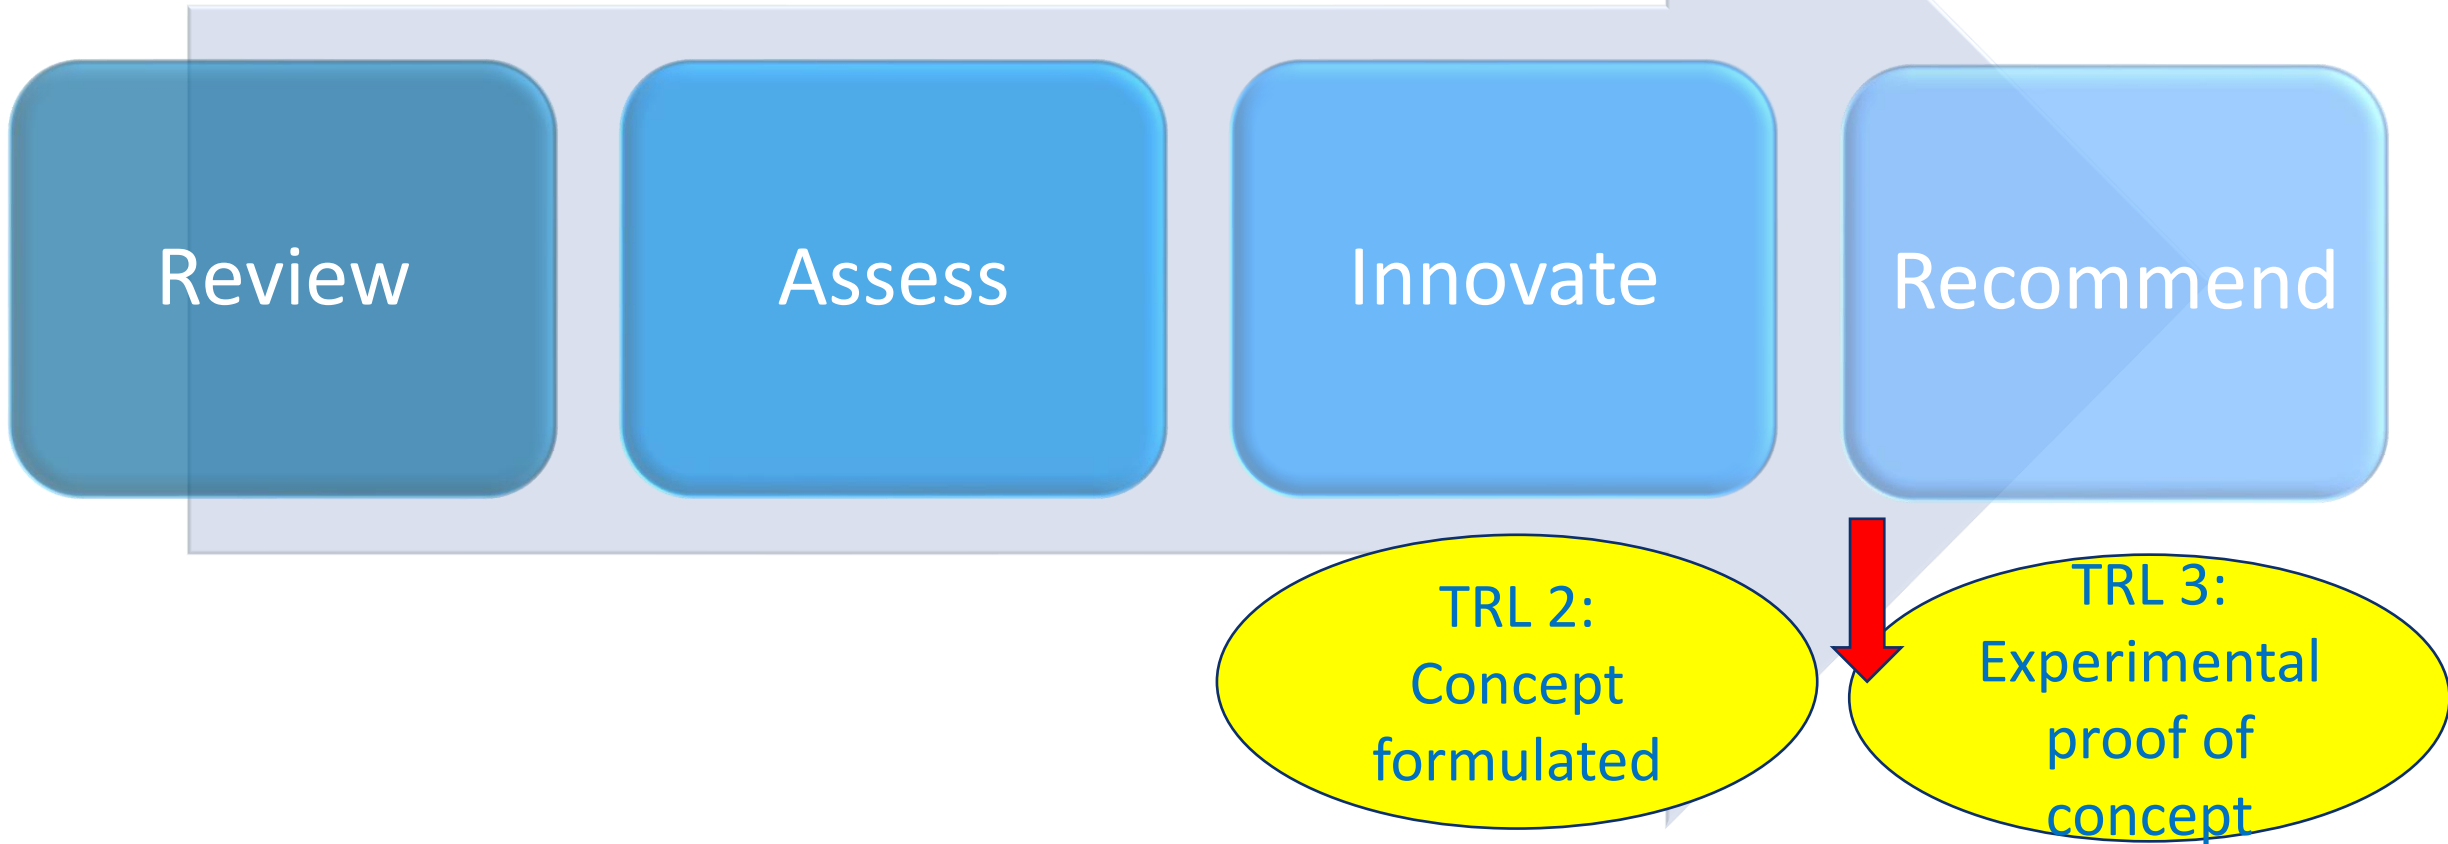 Review
Assess
Innovate
Recommend
TRL 2:
Concept
formulated
TRL 3:
Experimental
proof of
concept